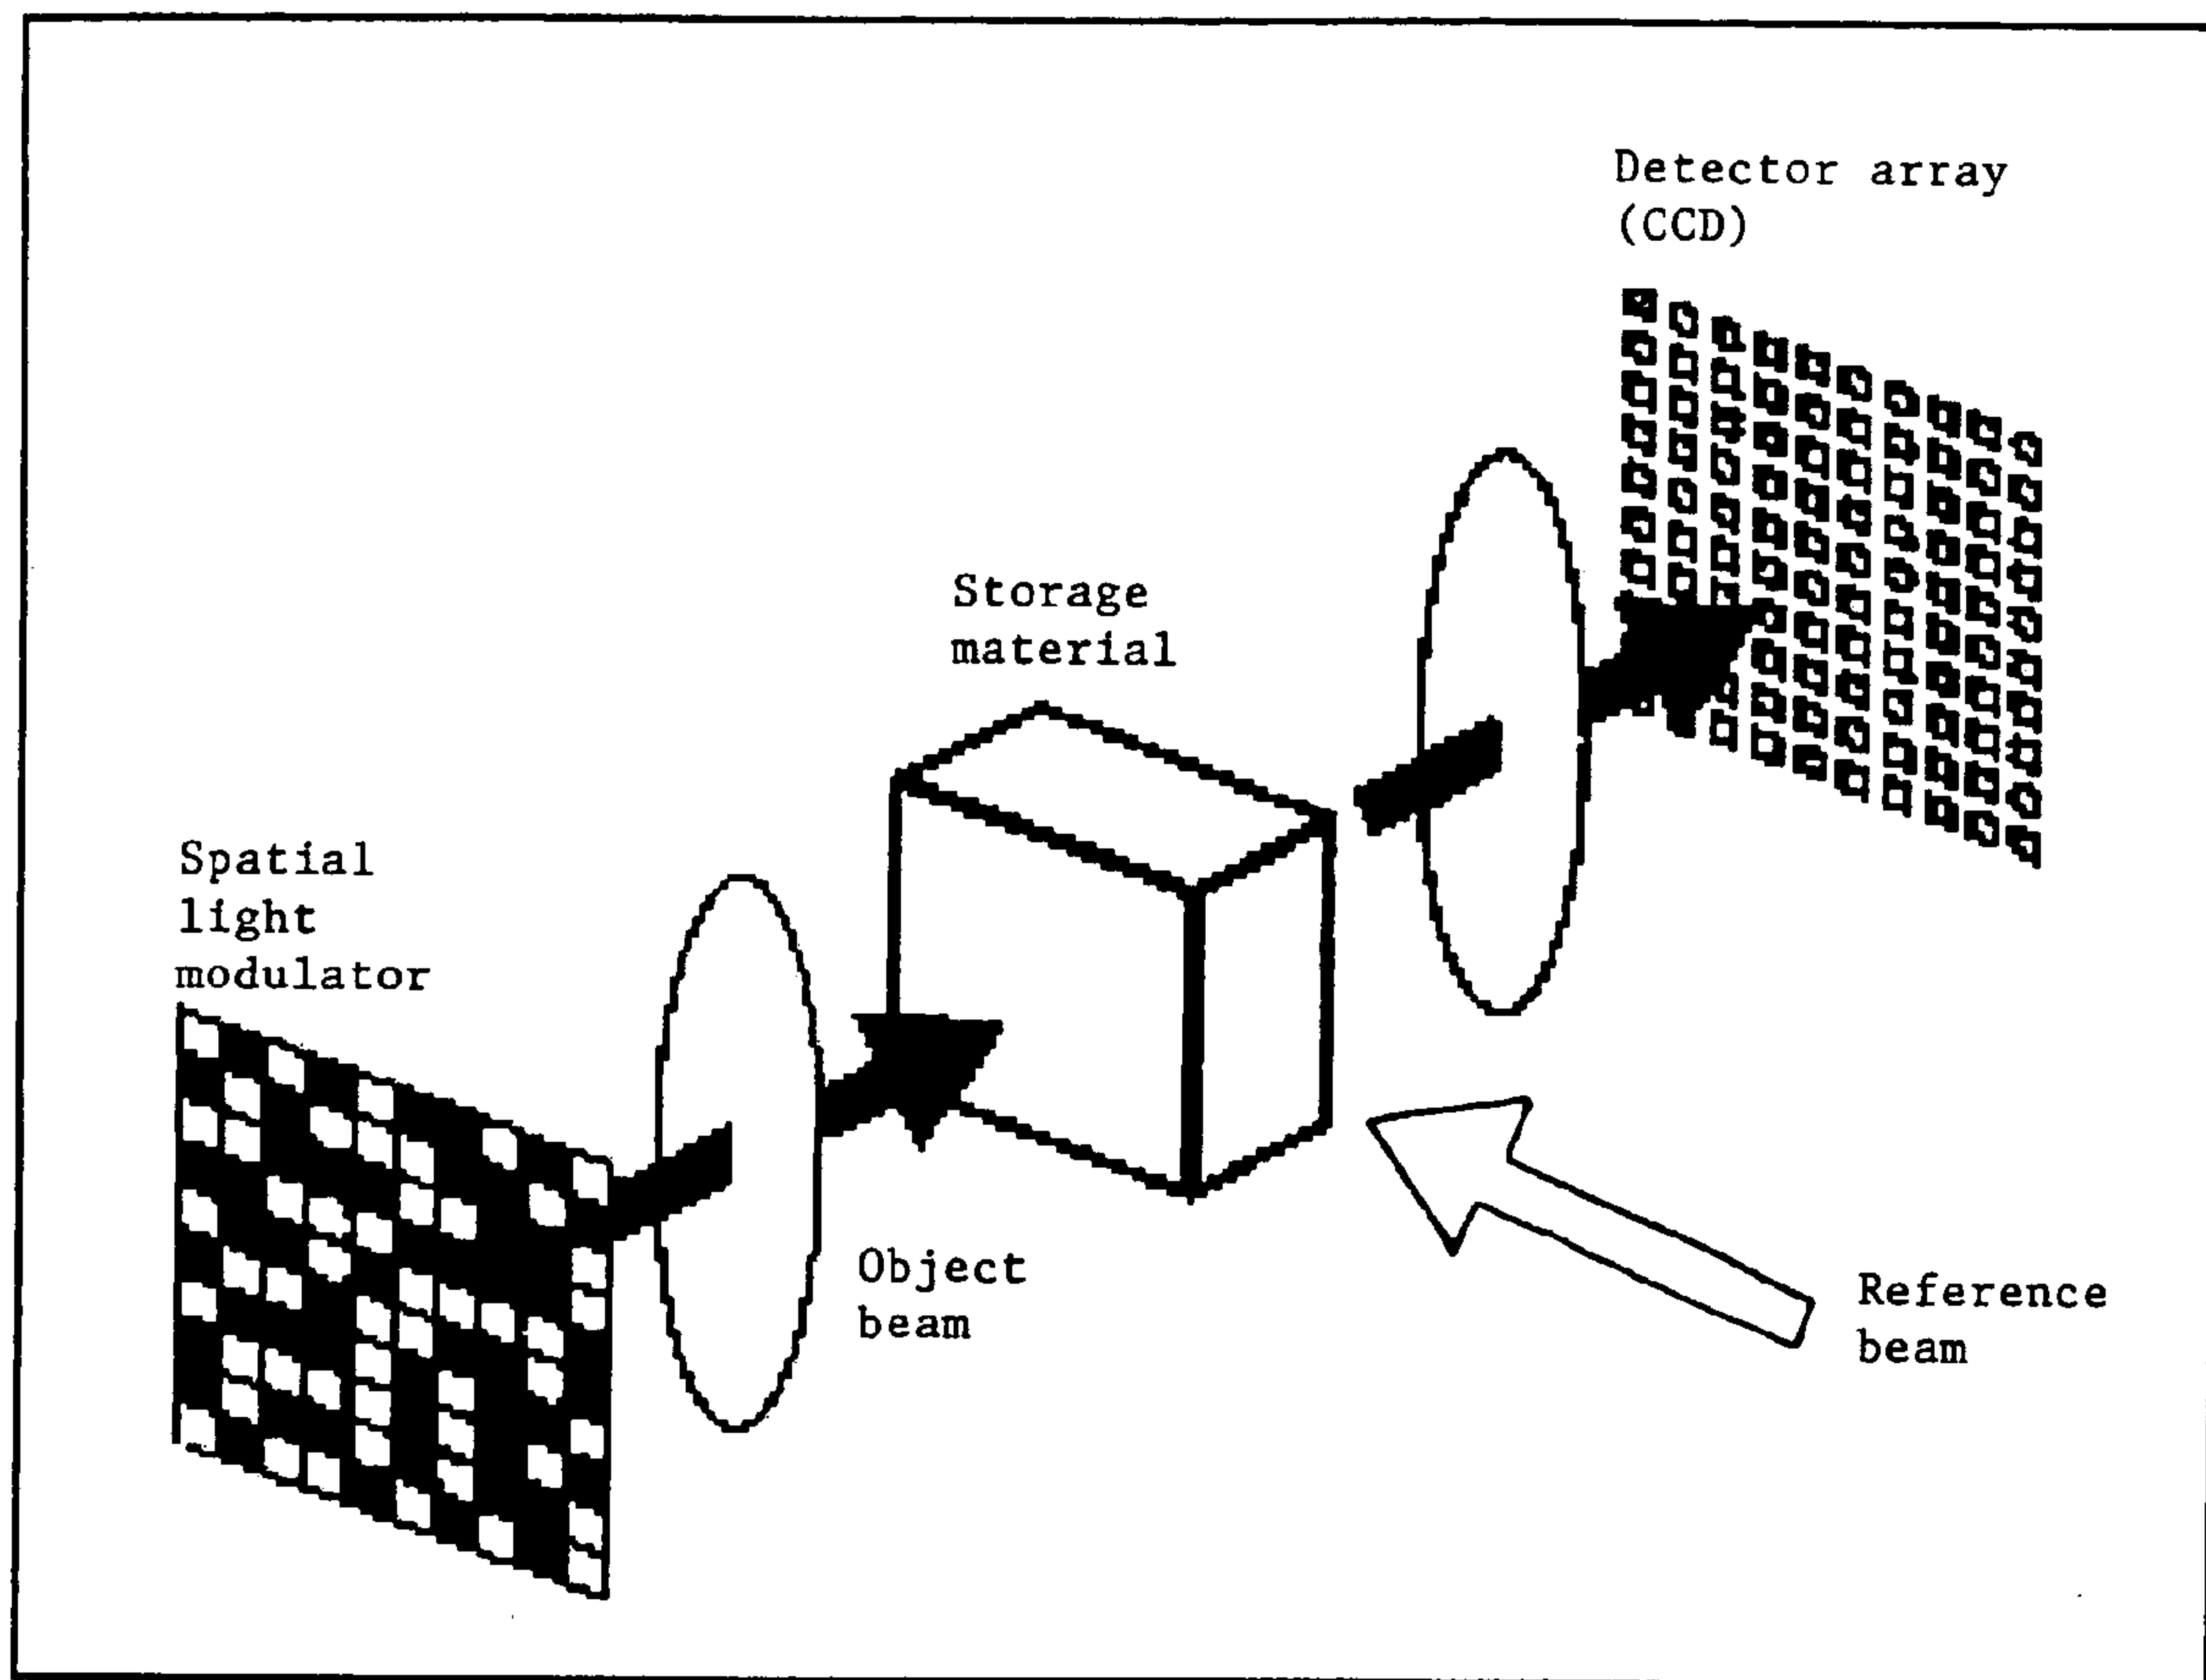 Detector array
(CCD)
Storage
material
Spatial
light
modulator
Object
beam
Reference
beam